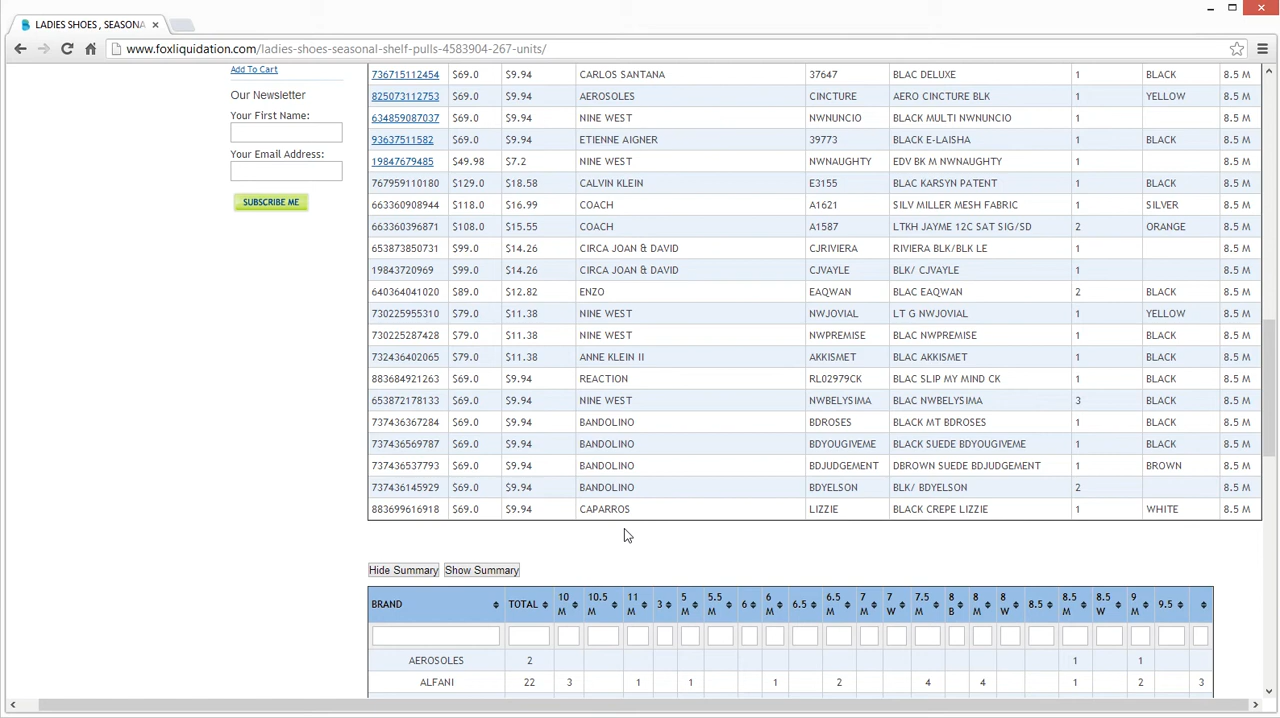 LADIES SHOES , SEASONA
www.foxliquidation.com/ladies-shoes-seasonal-shelf-pulls-4583904-267-units/
Add To Cart
Our Newsletter
Your First Name:
Your Email Address:
SUBSCRIBE ME
736715112454 $69.0 $9.94 CARLOS SANTANA 37647 BLAC DELUXE 1 BLACK 8.5 M
825073112753 $69.0 $9.94 AEROSOLES CINCTURE AERO CINCTURE BLK 1 YELLOW 8.5 M
634859087037 $69.0 $9.94 NINE WEST NWNUNCIO BLACK MULTI NWNUNCIO 1 8.5 M
93637511582 $69.0 $9.94 ETIENNE AIGNER 39773 BLACK E-LAISHA 1 BLACK 8.5 M
19847679485 $49.98 $7.2 NINE WEST NWNAUGHTY EDV BK M NWNAUGHTY 1 8.5 M
767959110180 $129.0 $18.58 CALVIN KLEIN E3155 BLAC KARSYN PATENT 1 BLACK 8.5 M
663360908944 $118.0 $16.99 COACH A1621 SILV MILLER MESH FABRIC 1 SILVER 8.5 M
663360396871 $108.0 $15.55 COACH A1587 LTKH JAYME 12C SAT SIG/SD 2 ORANGE 8.5 M
653873850731 $99.0 $14.26 CIRCA JOAN & DAVID CJRIVIERA RIVIERA BLK/BLK LE 1 8.5 M
19843720969 $99.0 $14.26 CIRCA JOAN & DAVID CJVAYLE BLK/ CJVAYLE 1 8.5 M
640364041020 $89.0 $12.82 ENZO EAQWAN BLAC EAQWAN 2 BLACK 8.5 M
730225955310 $79.0 $11.38 NINE WEST NWJOVIAL LT G NWJOVIAL 1 YELLOW 8.5 M
730225287428 $79.0 $11.38 NINE WEST NWPREMISE BLAC NWPREMISE 1 BLACK 8.5 M
732436402065 $79.0 $11.38 ANNE KLEIN II AKKISMET BLAC AKKISMET 1 BLACK 8.5 M
883684921263 $69.0 $9.94 REACTION RL02979CK BLAC SLIP MY MIND CK 1 BLACK 8.5 M
653872178133 $69.0 $9.94 NINE WEST NWBELYSIMA BLAC NWBELYSIMA 3 BLACK 8.5 M
737436367284 $69.0 $9.94 BANDOLINO BDROSES BLACK MT BDROSES 1 BLACK 8.5 M
737436569787 $69.0 $9.94 BANDOLINO BDYOUGIVEME BLACK SUEDE BDYOUGIVEME 1 BLACK 8.5 M
737436537793 $69.0 $9.94 BANDOLINO BDJUDGEMENT DBROWN SUEDE BDJUDGEMENT 1 BROWN 8.5 M
737436145929 $69.0 $9.94 BANDOLINO BDYELSON BLK/ BDYELSON 2 8.5 M
883699616918 $69.0 $9.94 CAPARROS LIZZIE BLACK CREPE LIZZIE 1 WHITE 8.5 M
Hide Summary Show Summary
BRAND TOTAL 10 M 10.5 M 11 M 3 5 M 5.5 M 6 6 M 6.5 6.5 M 7 M 7 W 7.5 M 8 B 8 M 8 W 8.5 8.5 M 8.5 W 9 M 9.5
AEROSOLES 2 1 1
ALFANI 22 3 1 1 1 2 4 4 1 2 3